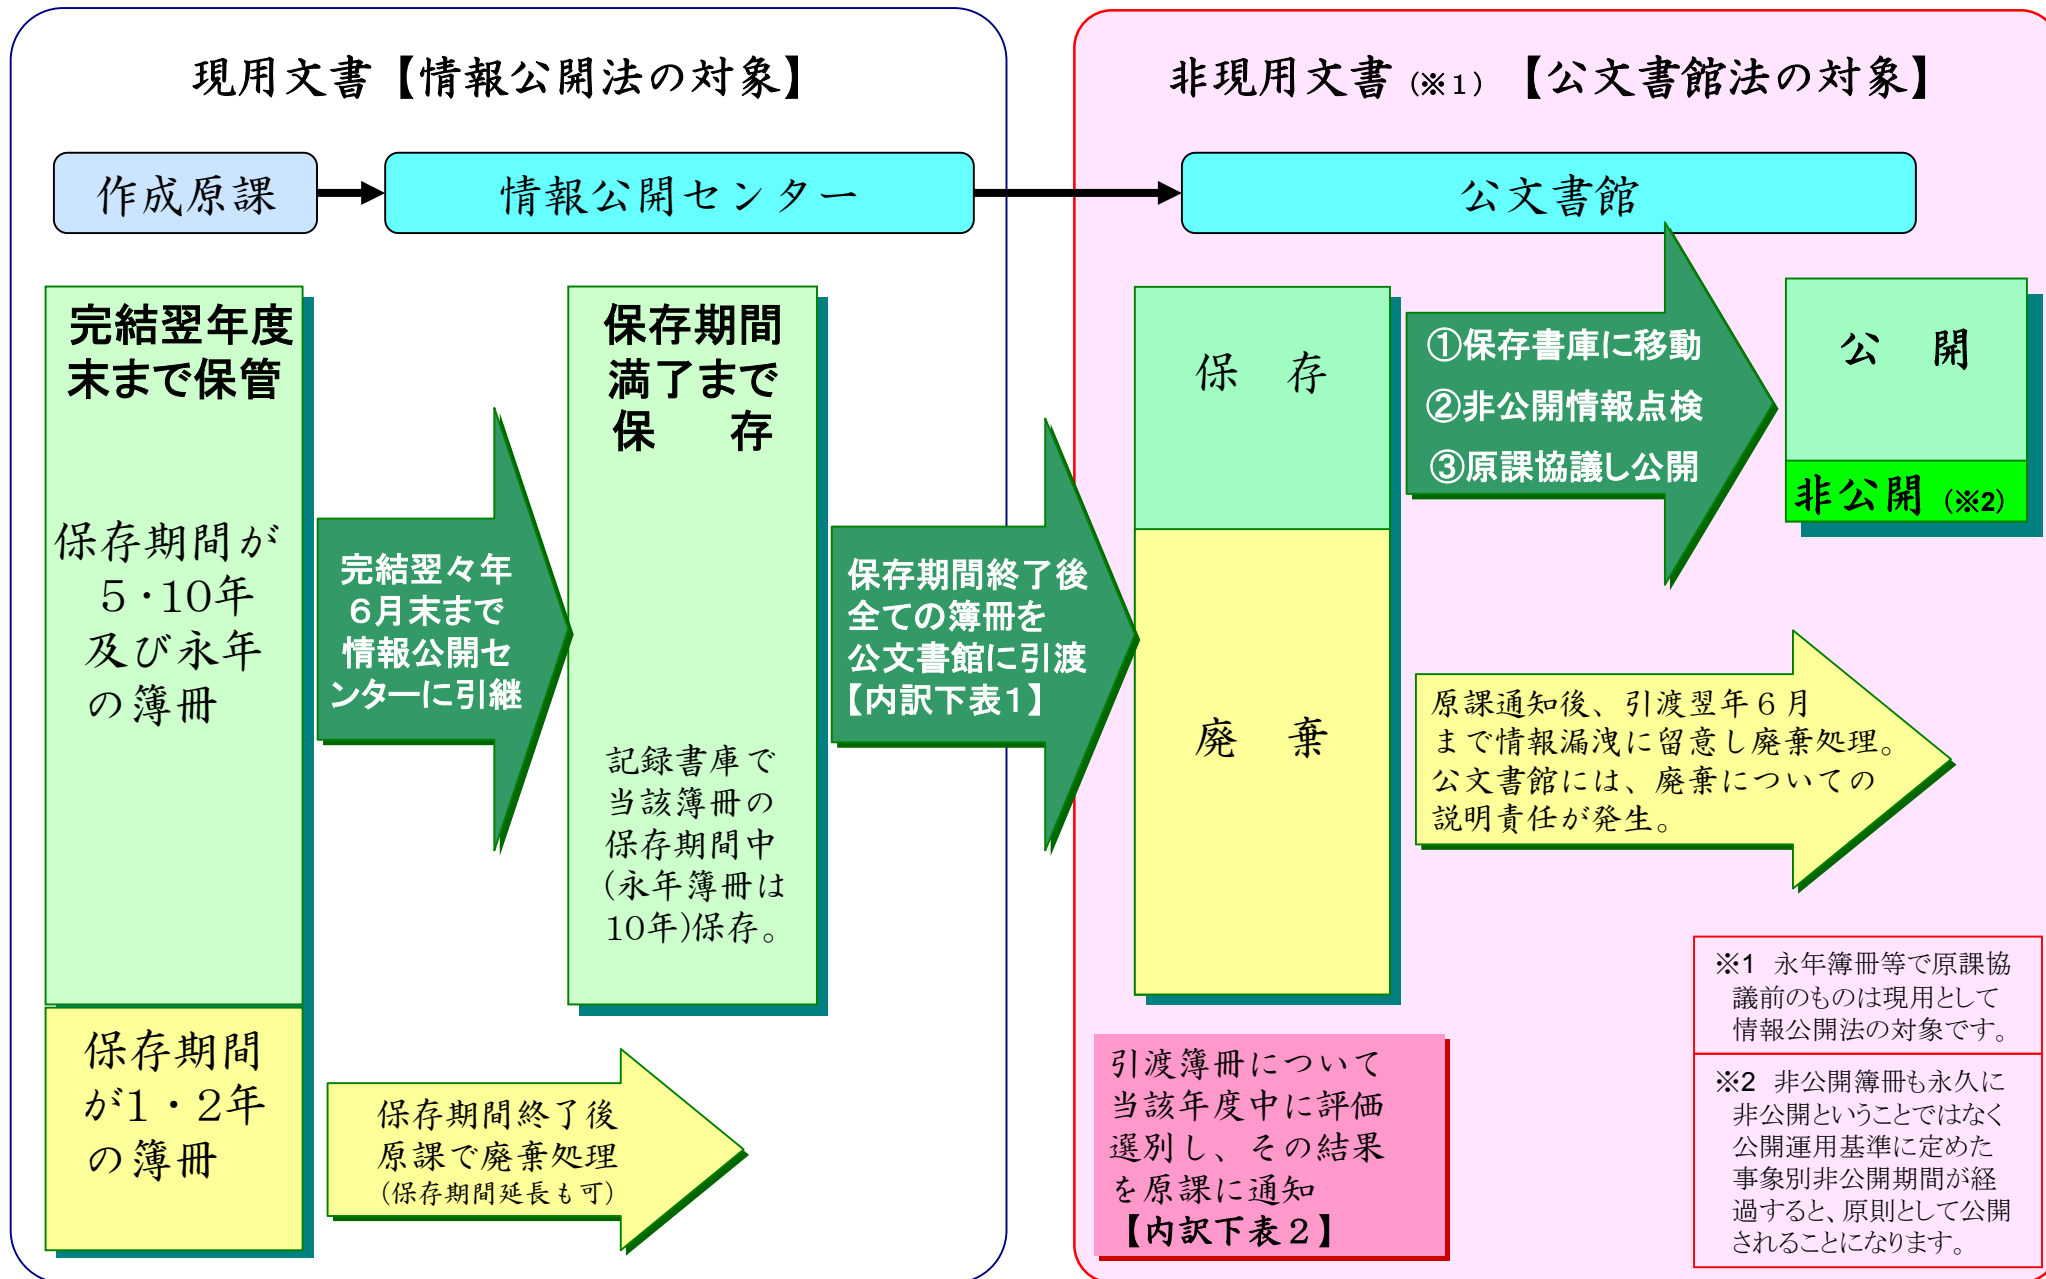 現用文書【情報公開法の対象】
非現用文書（※１）【公文書館法の対象】
作成原課
情報公開センター
公文書館
完結翌年度
末まで保管
保存期間が
５・10年
及び永年
の簿冊
保存期間
が1・2年
の簿冊
完結翌々年
６月末まで
情報公開セ
ンターに引継
保存期間
満了まで
保　存
記録書庫で
当該簿冊の
保存期間中
(永年簿冊は
10年)保存。
保存期間終了後
原課で廃棄処理
（保存期間延長も可）
保存期間終了後
全ての簿冊を
公文書館に引渡
【内訳下表１】
保　存
廃　棄
①保存書庫に移動
②非公開情報点検
③原課協議し公開
公　開
非公開（※2）
原課通知後、引渡翌年６月
まで情報漏洩に留意し廃棄処理。
公文書館には、廃棄についての
説明責任が発生。
引渡簿冊について
当該年度中に評価
選別し、その結果
を原課に通知
【内訳下表２】
※1　永年簿冊等で原課協
議前のものは現用として
情報公開法の対象です。
※2　非公開簿冊も永久に
非公開ということではなく
公開運用基準に定めた
事象別非公開期間が経
過すると、原則として公開
されることになります。